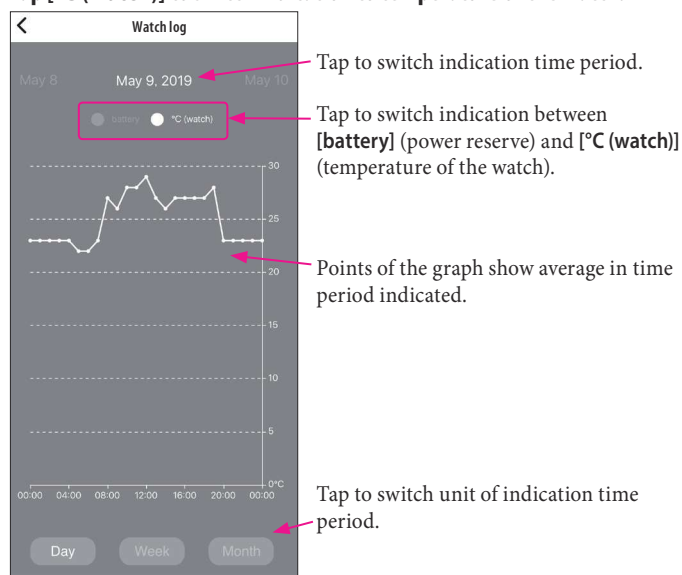 Watch log
May 8 May 9, 2019 May 10
Tap to switch indication time period.
battery °C (watch)
Tap to switch indication between
[battery] (power reserve) and [°C (watch)]
(temperature of the watch).
30
25
20
Points of the graph show average in time
period indicated.
15
10
5
0°C
00:00 04:00 08:00 12:00 16:00 20:00 00:00
Tap to switch unit of indication time
period.
Day Week Month